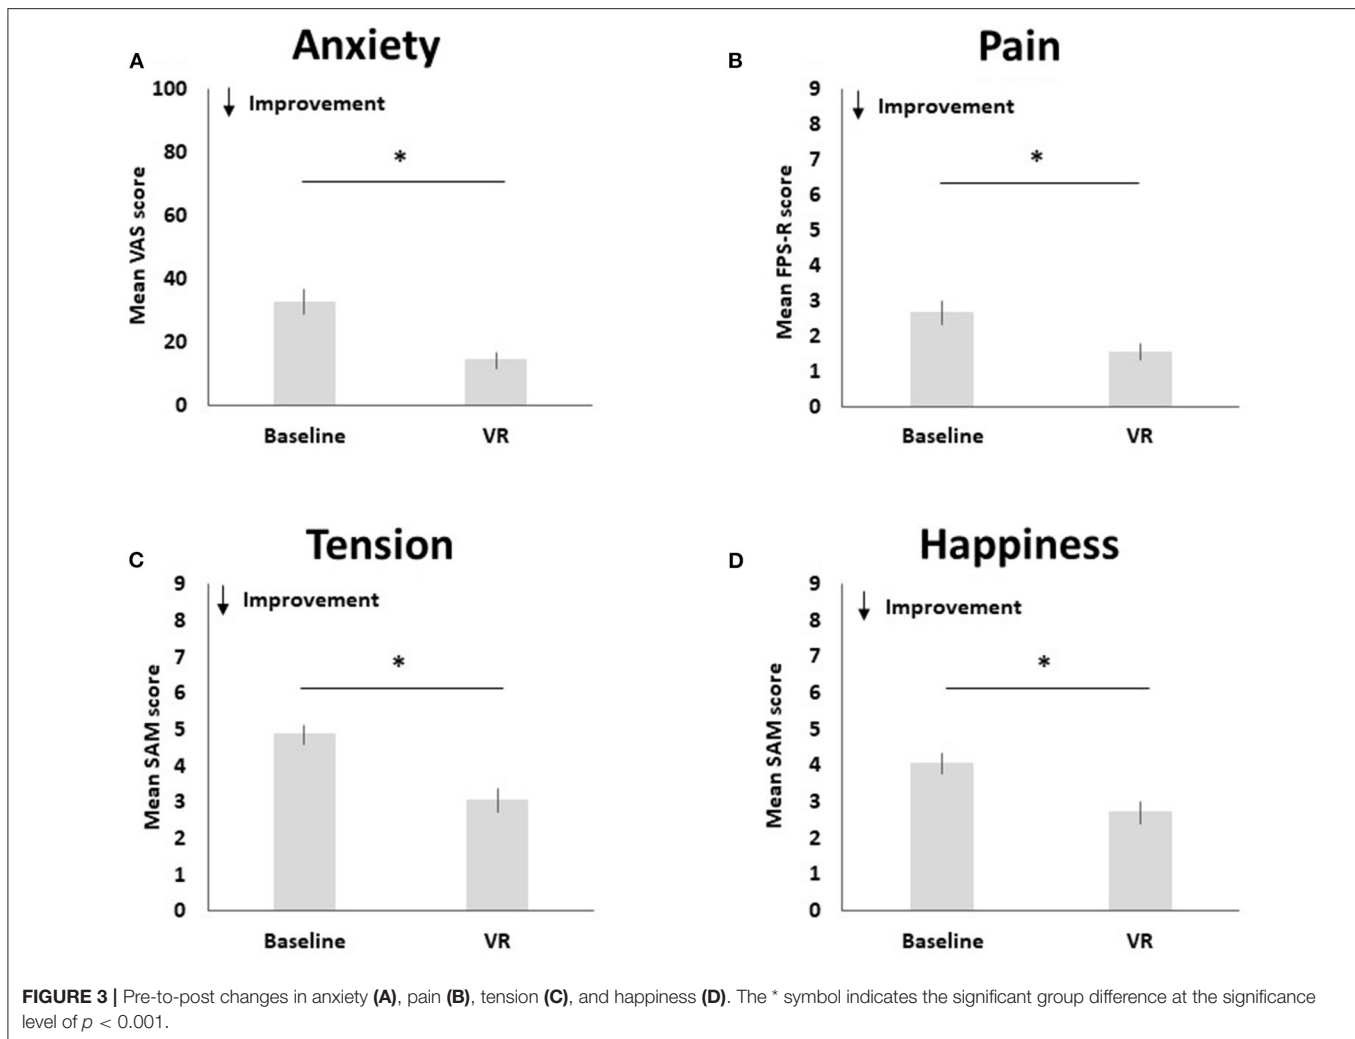 A
Anxiety
100
80
60
40
20
0
Mean VAS score
↓ Improvement
*
Baseline
VR
B
Pain
9
8
7
6
5
4
3
2
1
0
Mean FPS-R score
↓ Improvement
*
Baseline
VR
C
Tension
9
8
7
6
5
4
3
2
1
0
Mean SAM score
↓ Improvement
*
Baseline
VR
D
Happiness
9
8
7
6
5
4
3
2
1
0
Mean SAM score
↓ Improvement
*
Baseline
VR
FIGURE 3 | Pre-to-post changes in anxiety (A), pain (B), tension (C), and happiness (D). The * symbol indicates the significant group difference at the significance
level of p < 0.001.